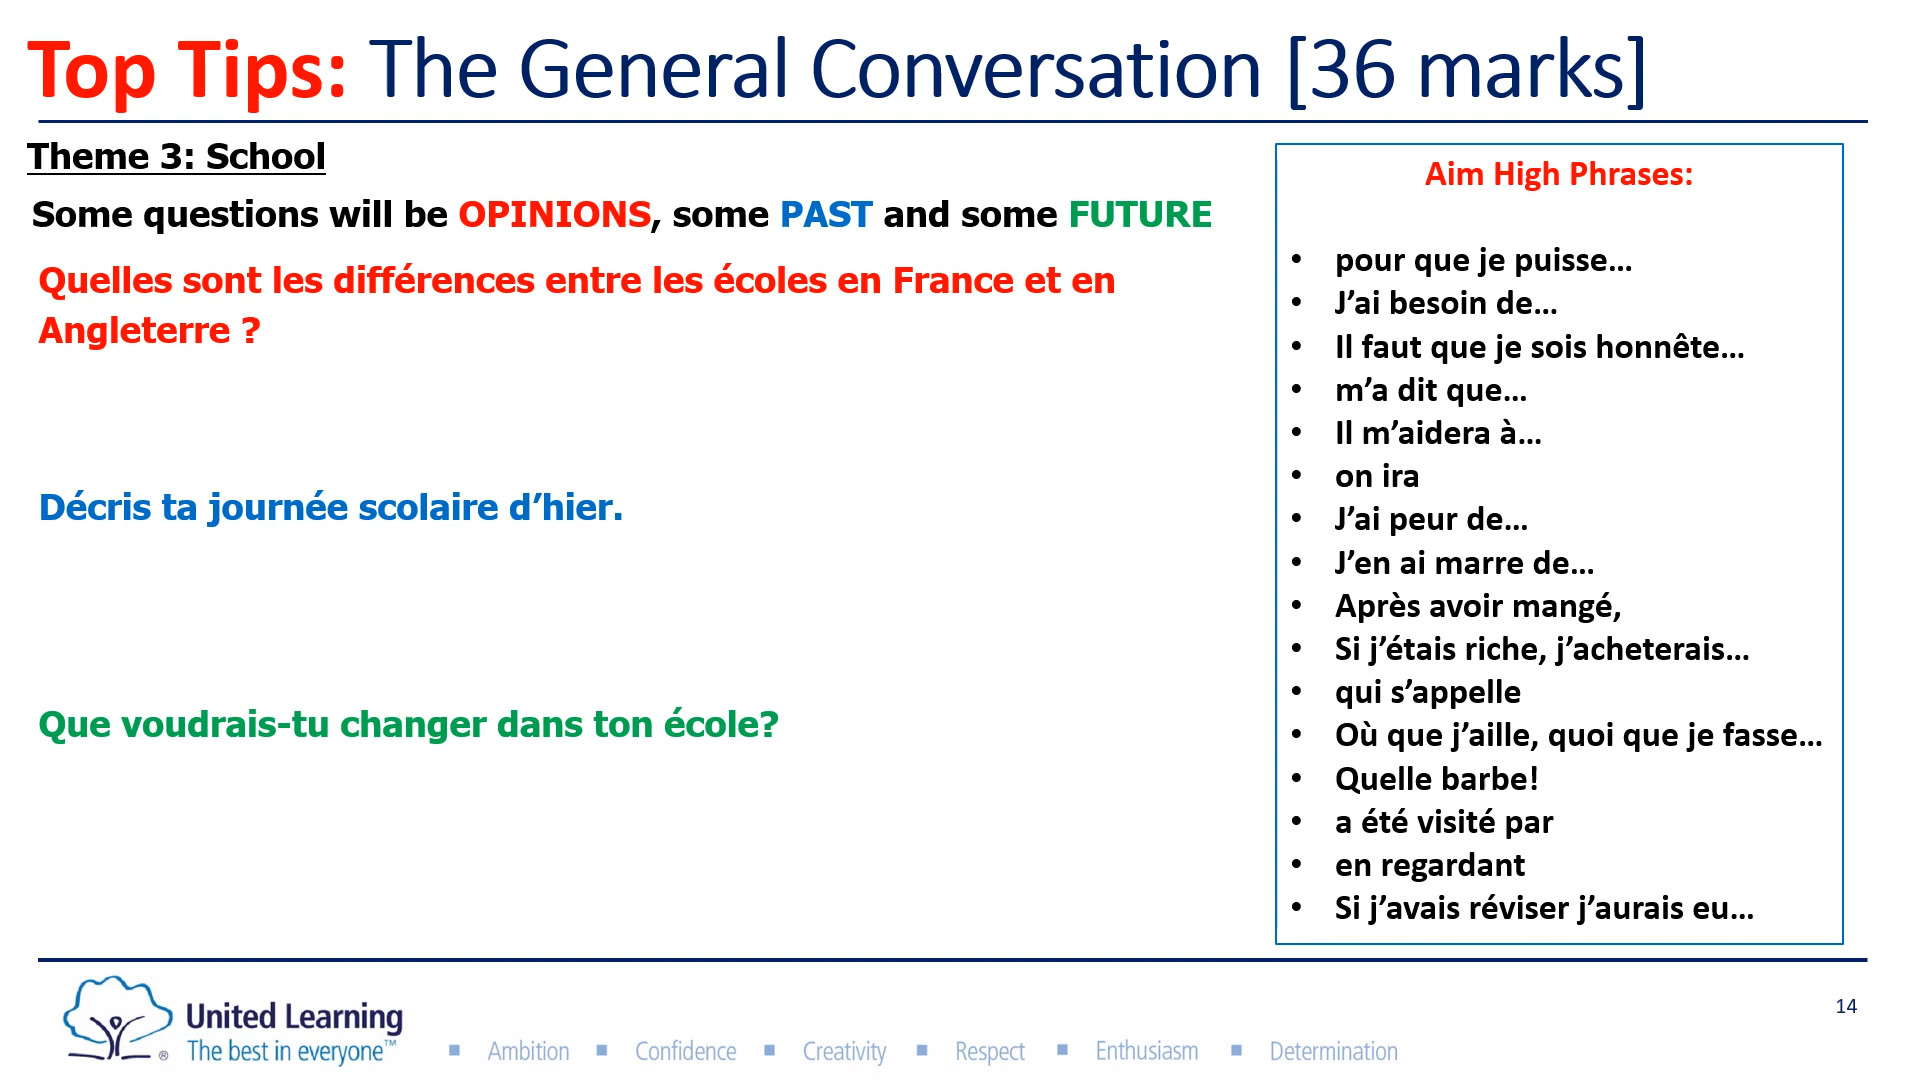 Top Tips: The General Conversation [36 marks]
Theme 3: School
Some questions will be OPINIONS, some PAST and some FUTURE
Quelles sont les différences entre les écoles en France et en
Angleterre ?
Décris ta journée scolaire d’hier.
Que voudrais-tu changer dans ton école?
Aim High Phrases:
• pour que je puisse…
• J’ai besoin de…
• Il faut que je sois honnête…
• m’a dit que…
• Il m’aidera à…
• on ira
• J’ai peur de…
• J’en ai marre de…
• Après avoir mangé,
• Si j’étais riche, j’acheterais…
• qui s’appelle
• Où que j’aille, quoi que je fasse…
• Quelle barbe!
• a été visité par
• en regardant
• Si j’avais réviser j’aurais eu…
United Learning
The best in everyone™
®
▪ Ambition ▪ Confidence ▪ Creativity ▪ Respect ▪ Enthusiasm ▪ Determination
14